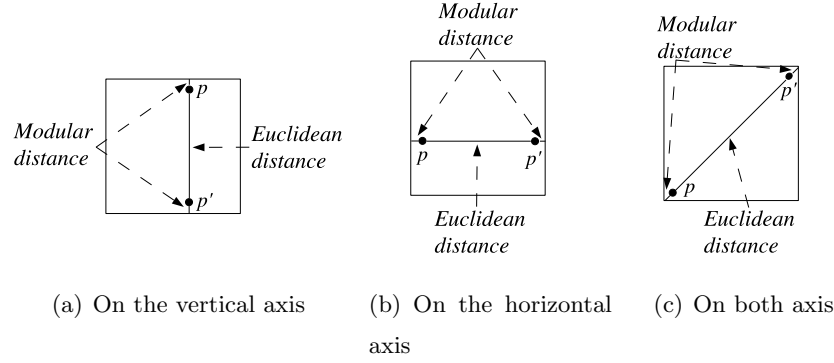 Modular
distance
p
p'
Euclidean
distance
(a) On the vertical axis
Modular
distance
p
p'
Euclidean
distance
(b) On the horizontal
axis
Modular
distance
p'
p
Euclidean
distance
(c) On both axis